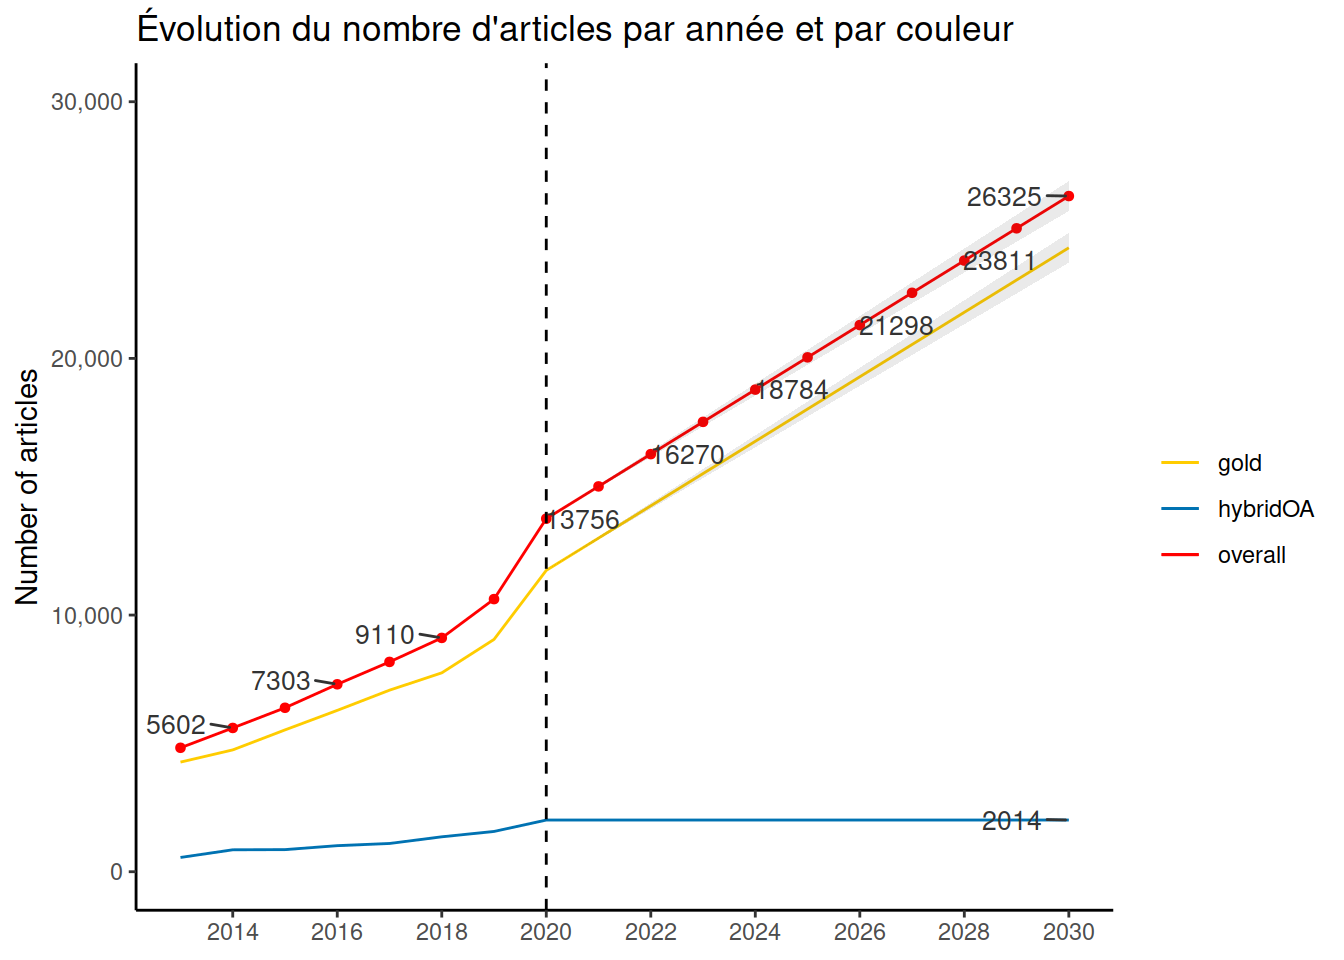 Évolution du nombre d'articles par année et par couleur
Number of articles
30,000
20,000
10,000
0
5602
7303
9110
13756
16270
18784
21298
23811
26325
2014
2014 2016 2018 2020 2022 2024 2026 2028 2030
gold
hybridOA
overall